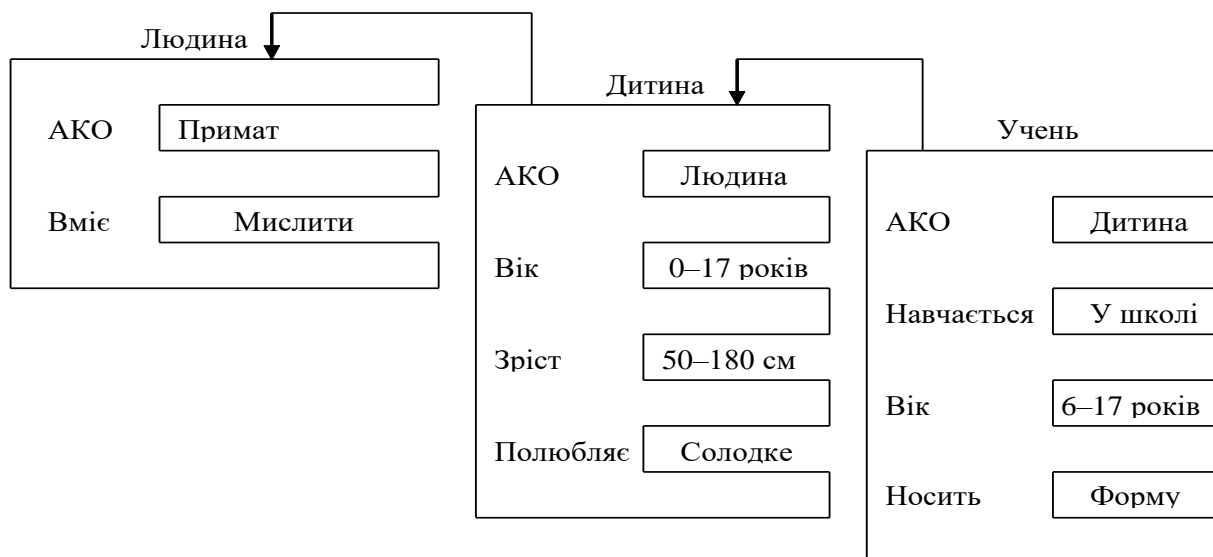 Людина
АКО Примат
Вміє Мислити
Дитина
АКО Людина
Вік 0–17 років
Зріст 50–180 см
Полюбляє Солодке
Учень
АКО Дитина
Навчається У школі
Вік 6–17 років
Носить Форму